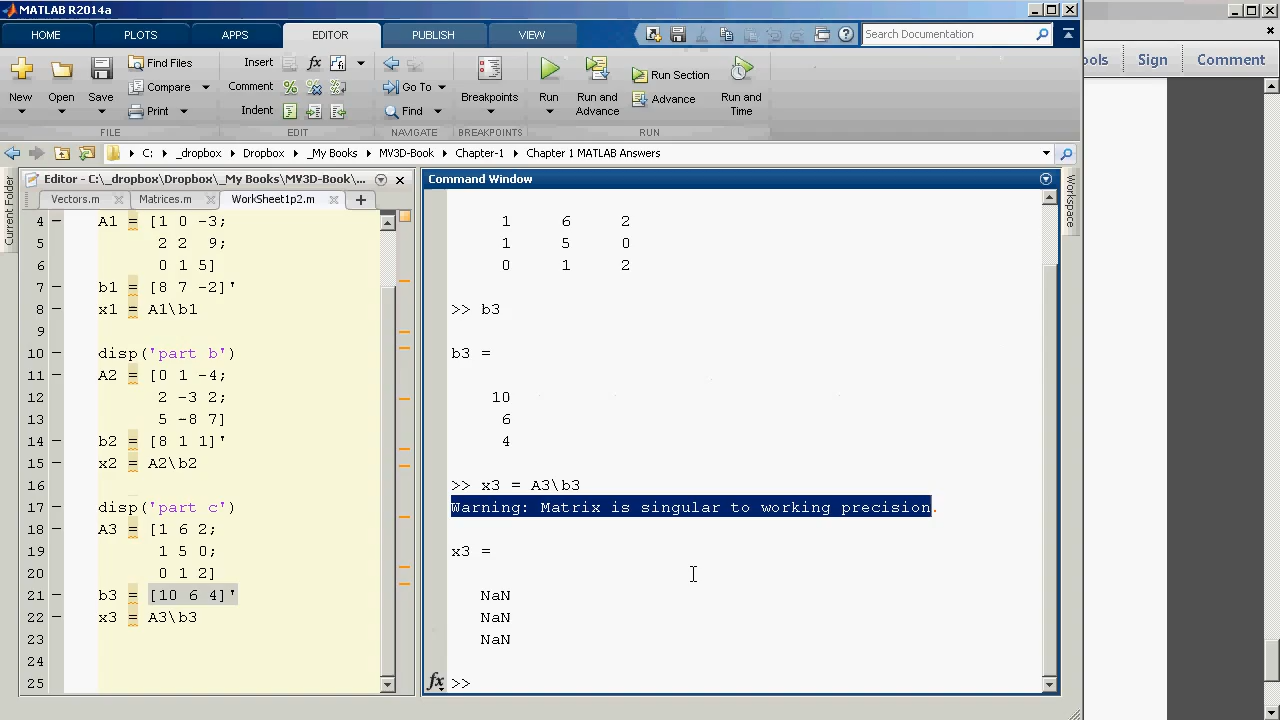 MATLAB R2014a
HOME PLOTS APPS EDITOR PUBLISH VIEW
Search Documentation
New Open Save
Find Files
Compare
Print
FILE
Insert fx
Comment
Indent
EDIT
Go To
Find
NAVIGATE
Breakpoints
BREAKPOINTS
Run
Run and Advance
Run Section
Advance
Run and Time
RUN
ools Sign Comment
C: _dropbox Dropbox _My Books MV3D-Book Chapter-1 Chapter 1 MATLAB Answers
Current Folder
Editor - C:\_dropbox\Dropbox\_My Books\MV3D-Book\...
Vectors.m Matrices.m WorkSheet1p2.m
4 A1 = [1 0 -3;
5 2 2 9;
6 0 1 5]
7 b1 = [8 7 -2]'
8 x1 = A1\b1
9
10 disp('part b')
11 A2 = [0 1 -4;
12 2 -3 2;
13 5 -8 7]
14 b2 = [8 1 1]'
15 x2 = A2\b2
16
17 disp('part c')
18 A3 = [1 6 2;
19 1 5 0;
20 0 1 2]
21 b3 = [10 6 4]'
22 x3 = A3\b3
23
24
25
Command Window
1 6 2
1 5 0
0 1 2
>> b3
b3 =
10
6
4
>> x3 = A3\b3
Warning: Matrix is singular to working precision.
x3 =
NaN
NaN
NaN
fx >>
Workspace